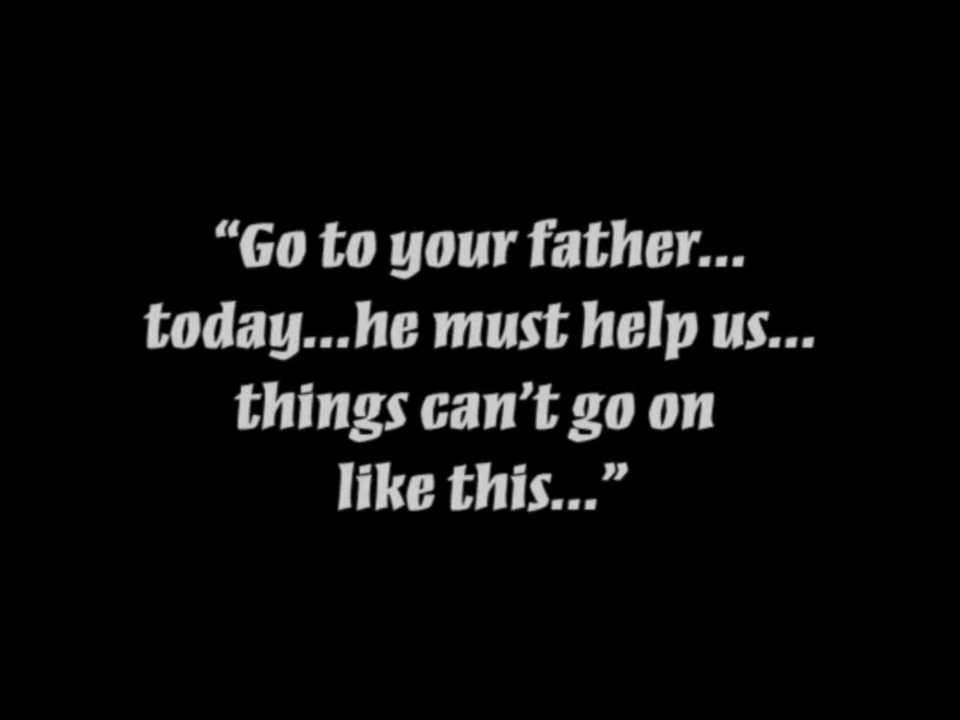 “Go to your father...
today...he must help us...
things can’t go on
like this...”